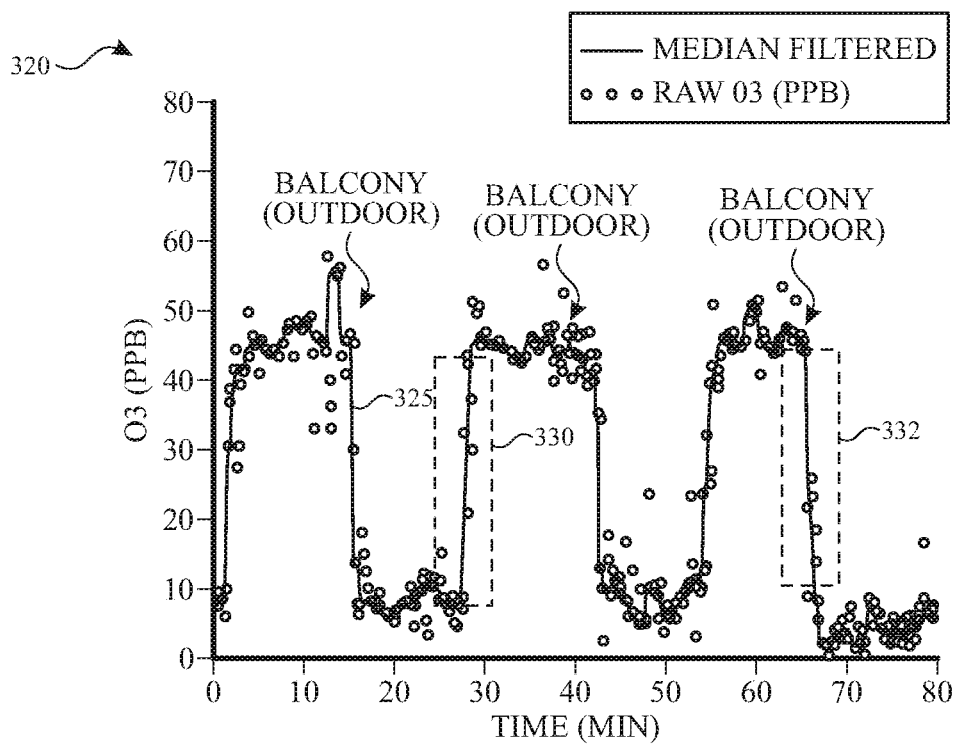 320
MEDIAN FILTERED
RAW 03 (PPB)
80
70
60
50
40
30
20
10
0
O3 (PPB)
BALCONY
(OUTDOOR)
BALCONY
(OUTDOOR)
BALCONY
(OUTDOOR)
325
330
332
0
10
20
30
40
50
60
70
80
TIME (MIN)